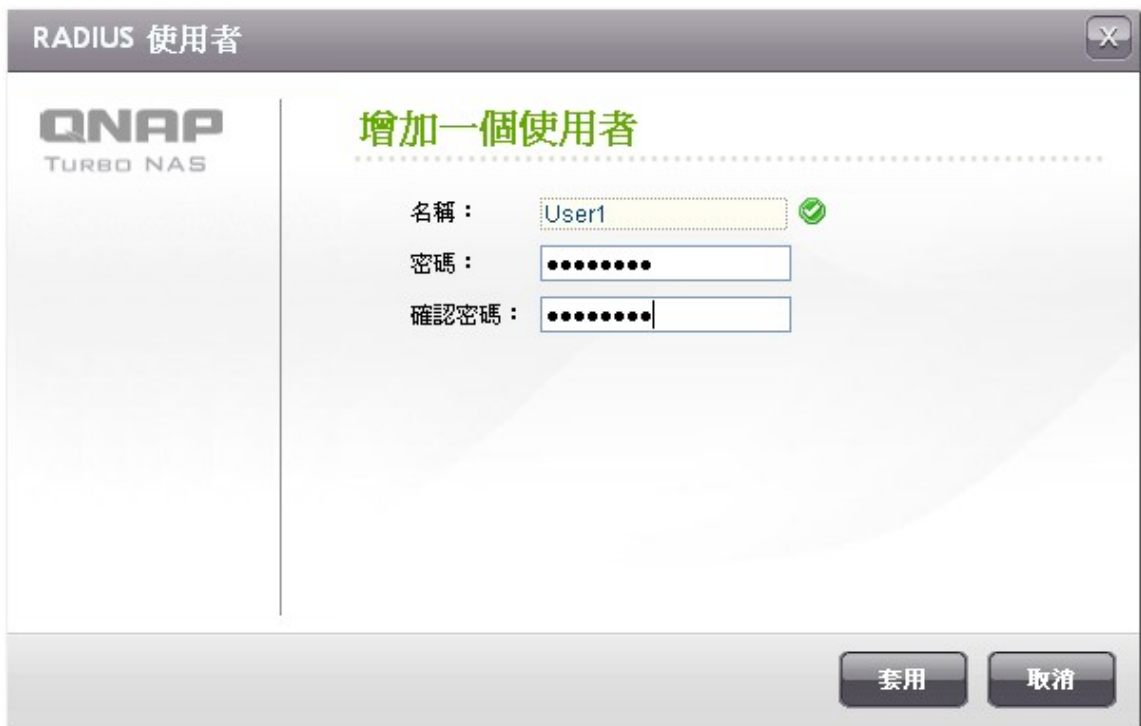 RADIUS 使用者
X
QNAP
TURBO NAS
增加一個使用者
名稱： User1
密碼： ••••••••
確認密碼： ••••••••
套用 取消